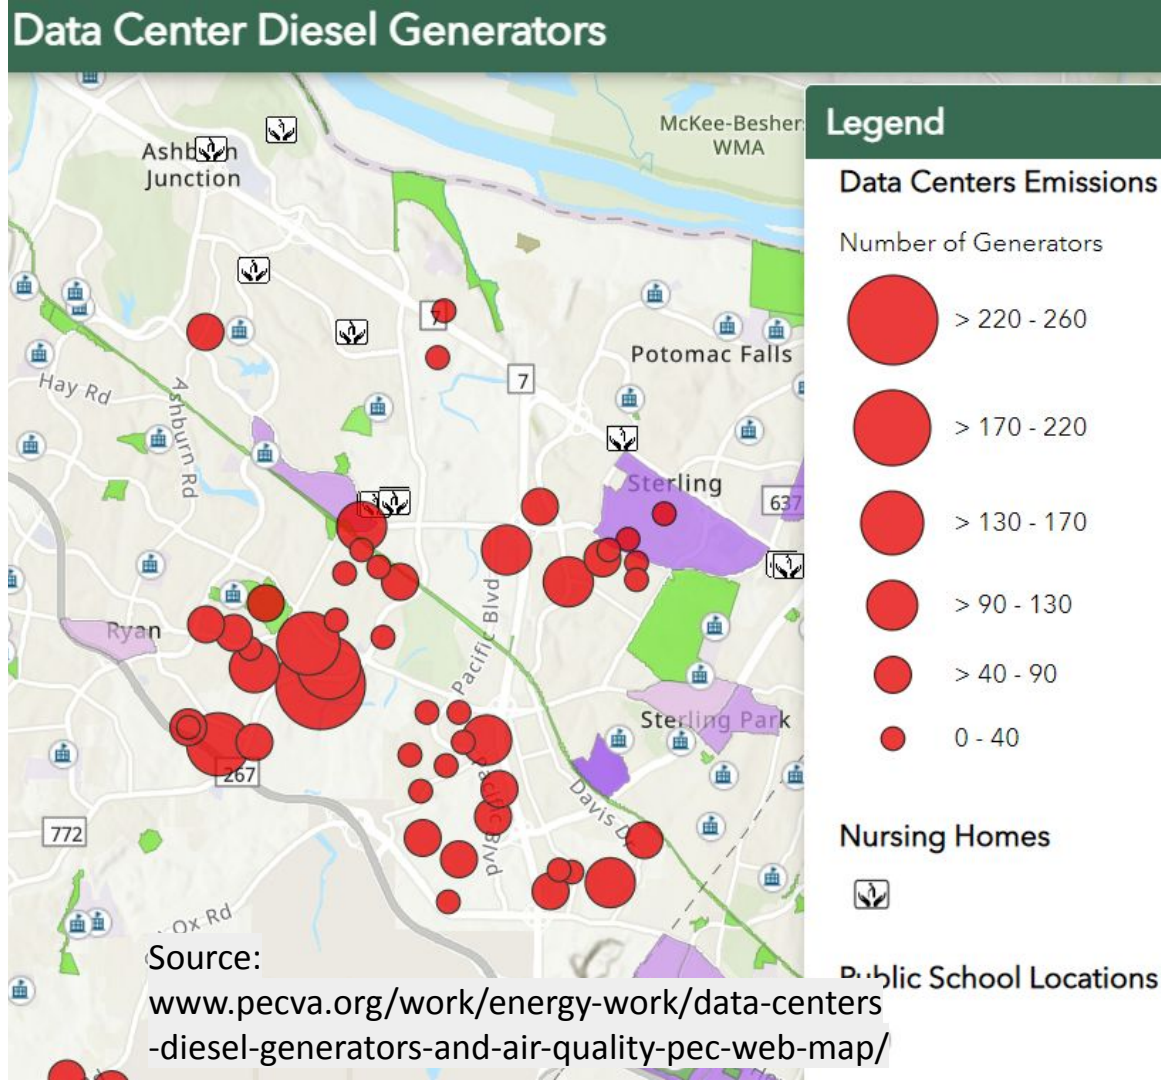 Data Center Diesel Generators
McKee-Besher
WMA
Ashburn
Junction
7
Potomac Falls
7
Hay Rd
Ashburn Rd
Sterling
637
Pacific Blvd
Ryan
Sterling Park
267
Pacific Blvd
Davis Dr
772
Ox Rd
Legend
Data Centers Emissions
Number of Generators
> 220 - 260
> 170 - 220
> 130 - 170
> 90 - 130
> 40 - 90
0 - 40
Nursing Homes
Public School Locations
Source:
www.pecva.org/work/energy-work/data-centers
-diesel-generators-and-air-quality-pec-web-map/